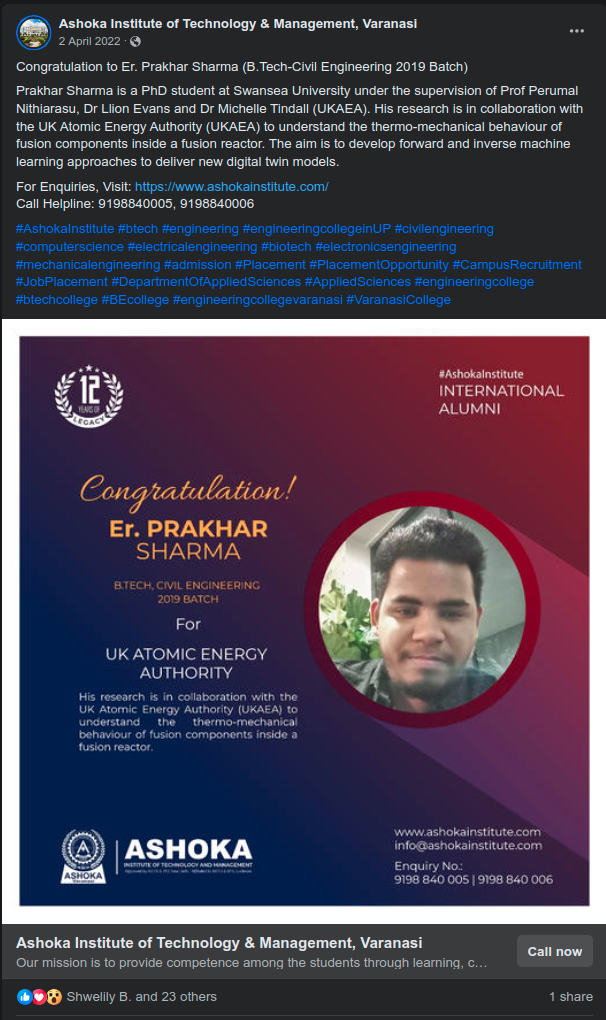 Ashoka Institute of Technology & Management, Varanasi
2 April 2022 ·
Congratulation to Er. Prakhar Sharma (B.Tech-Civil Engineering 2019 Batch)
Prakhar Sharma is a PhD student at Swansea University under the supervision of Prof Perumal
Nithiarasu, Dr Llion Evans and Dr Michelle Tindall (UKAEA). His research is in collaboration with
the UK Atomic Energy Authority (UKAEA) to understand the thermo-mechanical behaviour of
fusion components inside a fusion reactor. The aim is to develop forward and inverse machine
learning approaches to deliver new digital twin models.
For Enquiries, Visit: https://www.ashokainstitute.com/
Call Helpline: 9198840005, 9198840006
#AshokaInstitute #btech #engineering #engineeringcollegeinUP #civilengineering
#computerscience #electricalengineering #biotech #electronicsengineering
#mechanicalengineering #admission #Placement #PlacementOpportunity #CampusRecruitment
#JobPlacement #DepartmentOfAppliedSciences #AppliedSciences #engineeringcollege
#btechcollege #BEcollege #engineeringcollegevaranasi #VaranasiCollege
12
YEARS OF
LEGACY
#AshokaInstitute
INTERNATIONAL
ALUMNI
Congratulation!
Er. PRAKHAR
SHARMA
B.TECH, CIVIL ENGINEERING
2019 BATCH
For
UK ATOMIC ENERGY
AUTHORITY
His research is in collaboration with the
UK Atomic Energy Authority (UKAEA) to
understand the thermo-mechanical
behaviour of fusion components inside a
fusion reactor.
ASHOKA
Varanasi
ASHOKA
INSTITUTE OF TECHNOLOGY AND MANAGEMENT
www.ashokainstitute.com
info@ashokainstitute.com
Enquiry No.:
9198 840 005 | 9198 840 006
Ashoka Institute of Technology & Management, Varanasi
Our mission is to provide competence among the students through learning, c...
Call now
Shwelily B. and 23 others
1 share